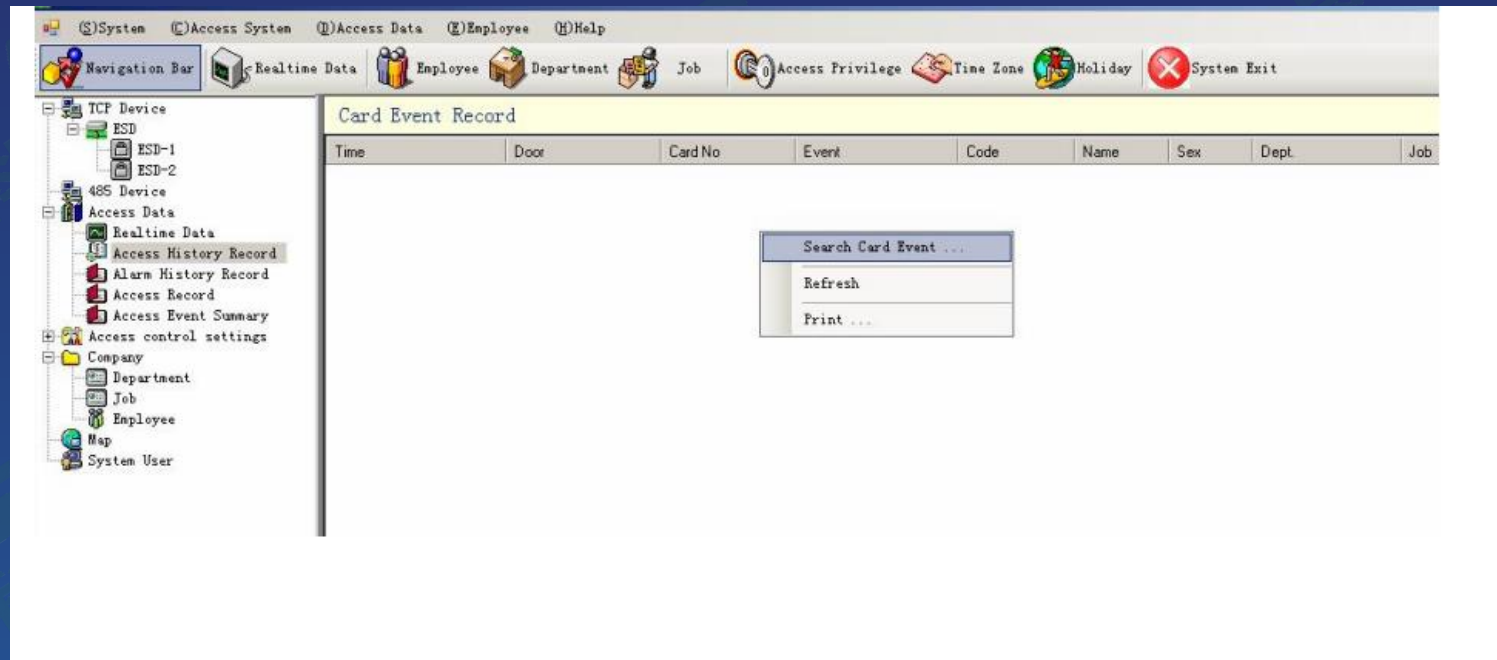 (S)System (C)Access System (D)Access Data (E)Employee (H)Help
Navigation Bar Realtime Data Employee Department Job Access Privilege Time Zone Holiday System Exit
TCP Device
ESD
ESD-1
ESD-2
485 Device
Access Data
Realtime Data
Access History Record
Alarm History Record
Access Record
Access Event Summary
Access control settings
Company
Department
Job
Employee
Map
System User
Card Event Record
Time Door Card No Event Code Name Sex Dept. Job
Search Card Event ...
Refresh
Print ...